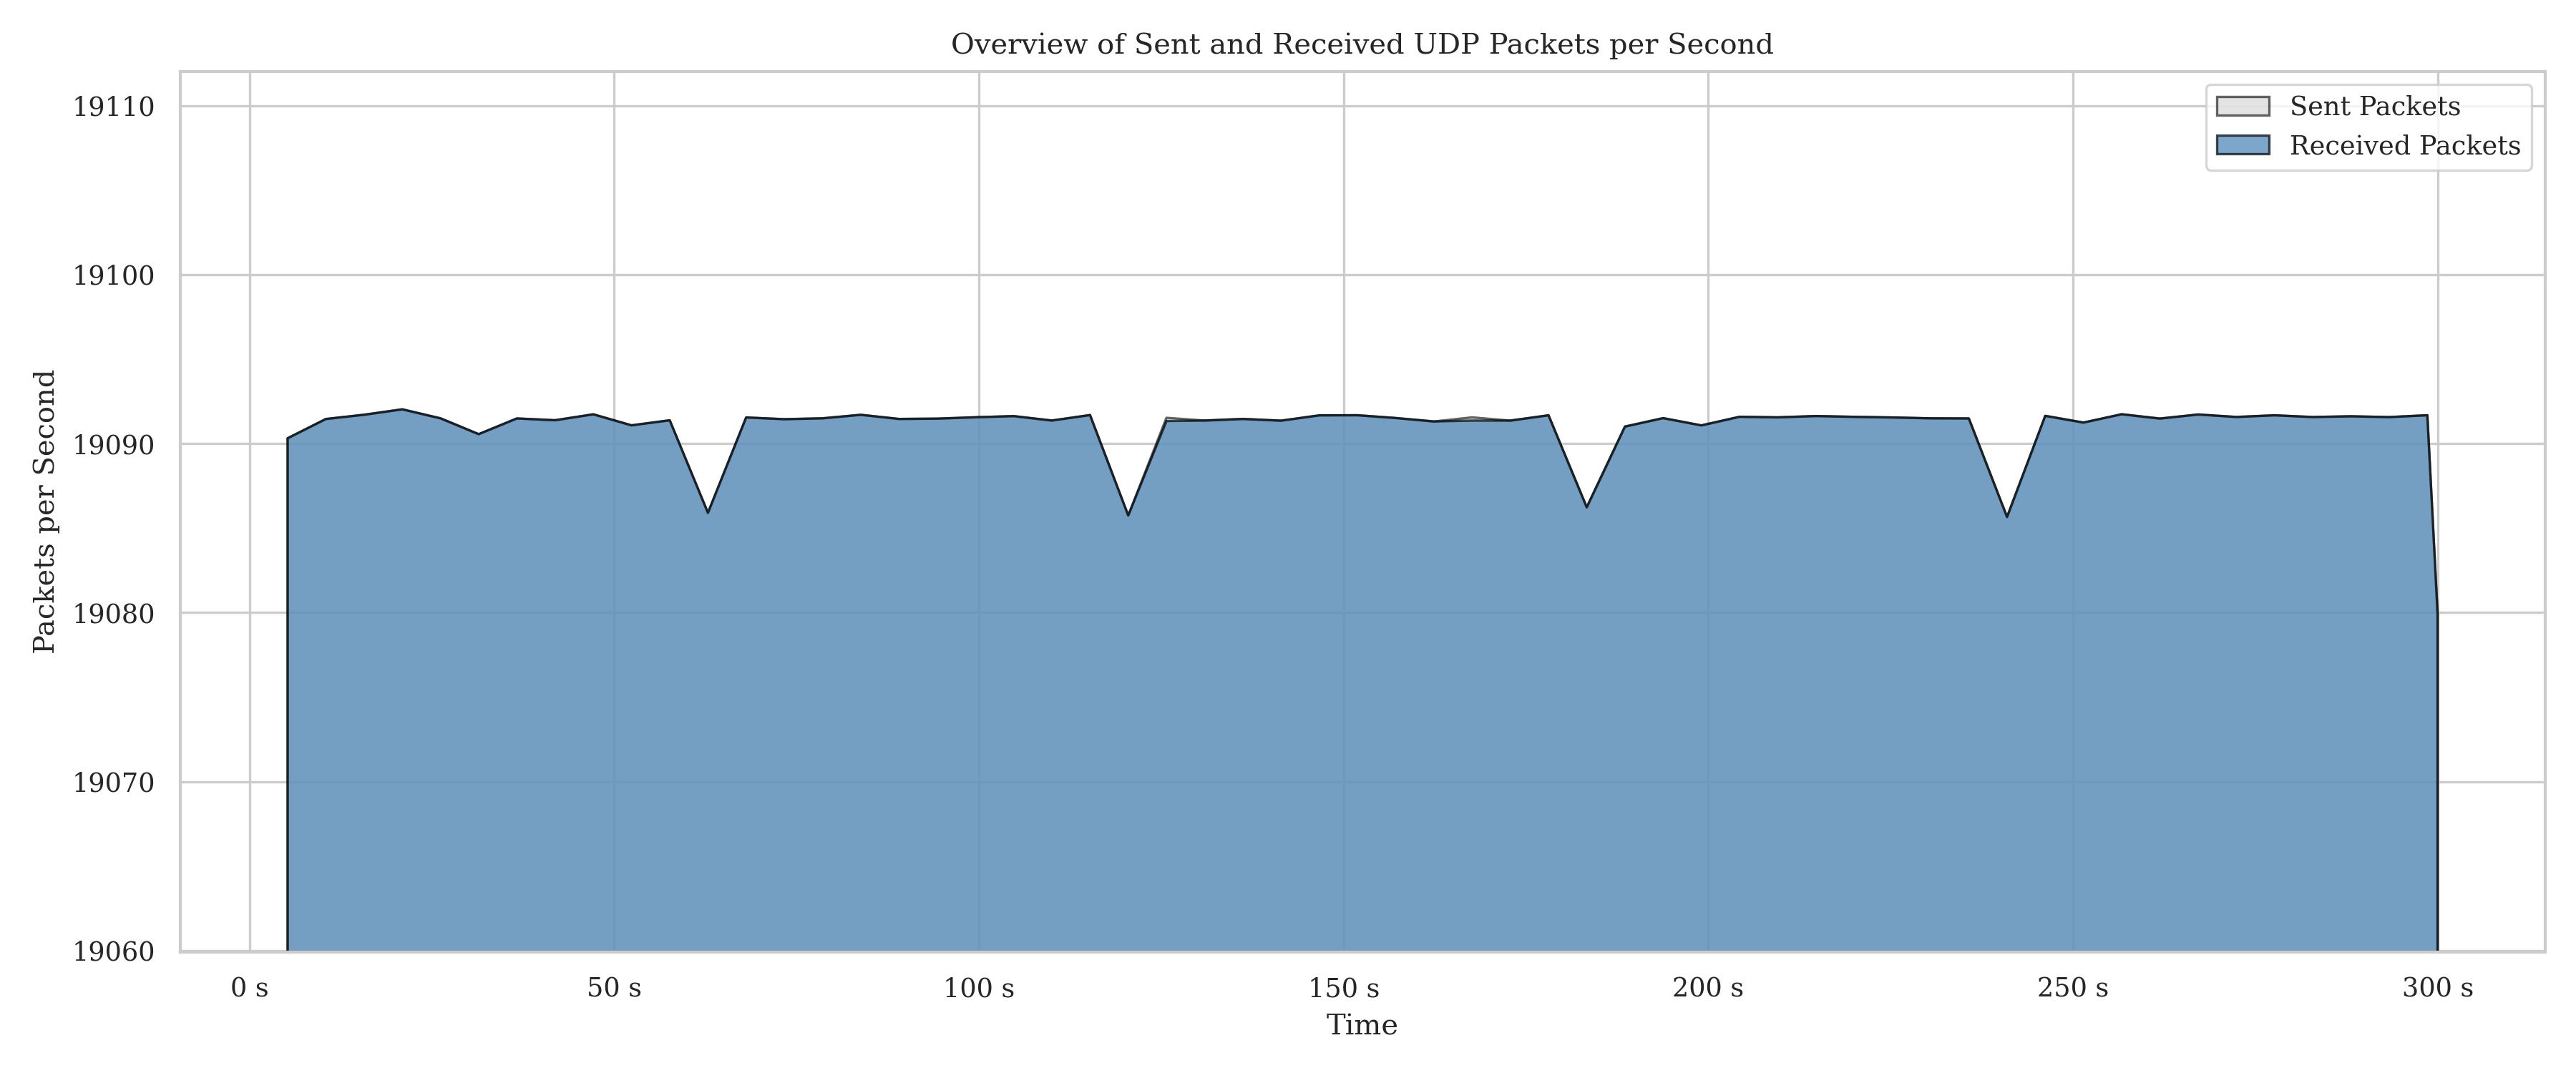 Overview of Sent and Received UDP Packets per Second
Sent Packets
Received Packets
Packets per Second
19110
19100
19090
19080
19070
19060
0 s 50 s 100 s 150 s 200 s 250 s 300 s
Time